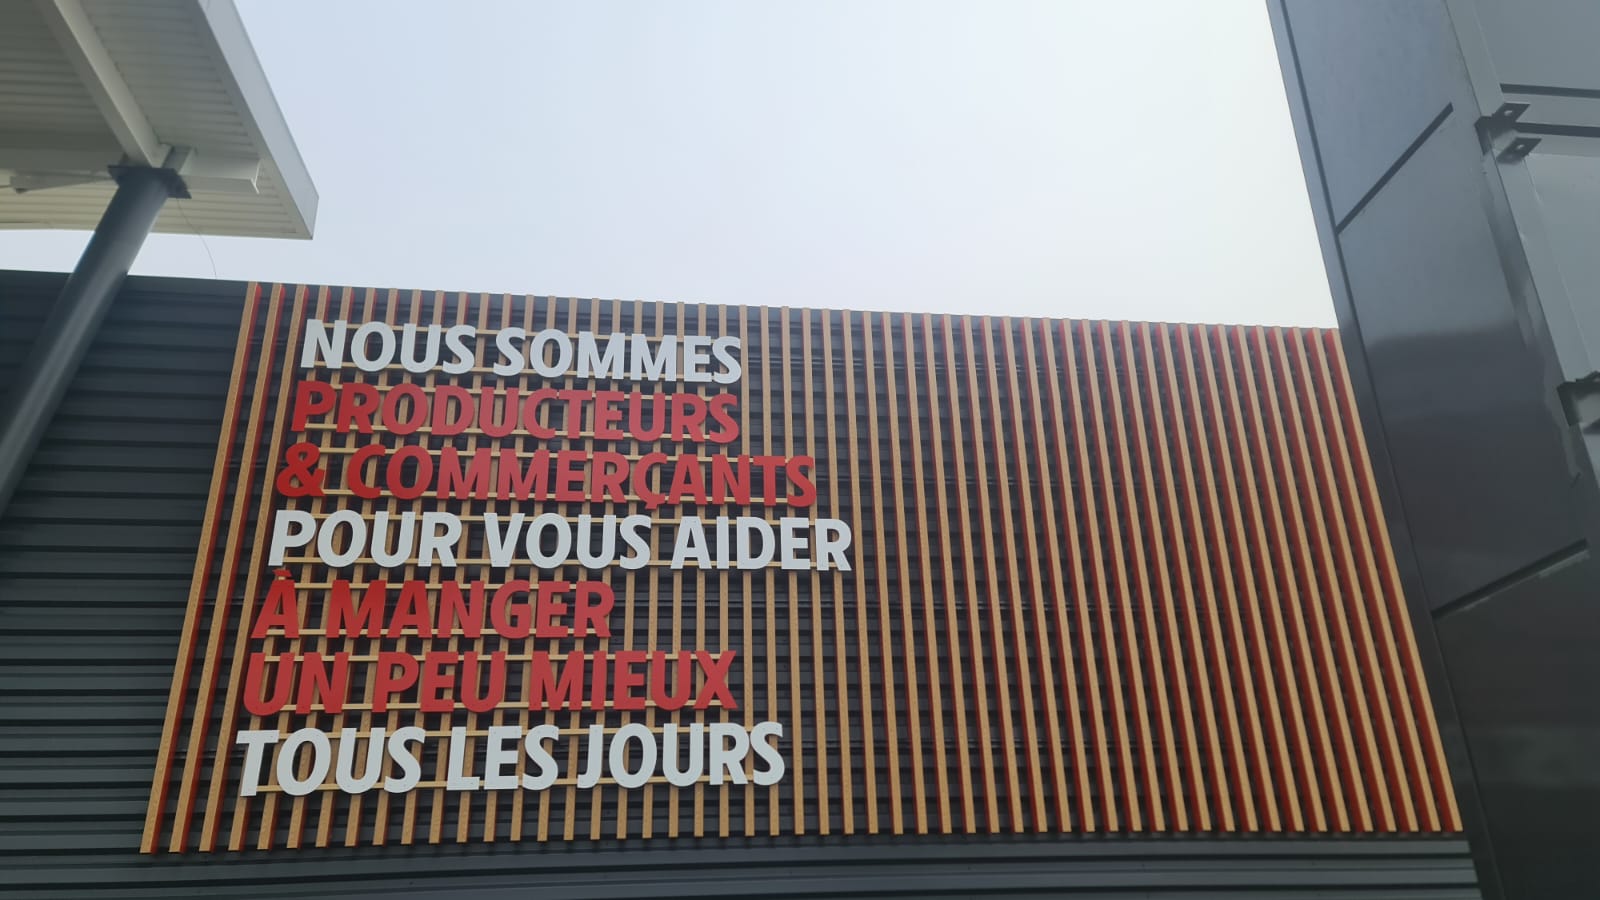 NOUS SOMMES
PRODUCTEURS
& COMMERÇANTS
POUR VOUS AIDER
À MANGER
UN PEU MIEUX
TOUS LES JOURS